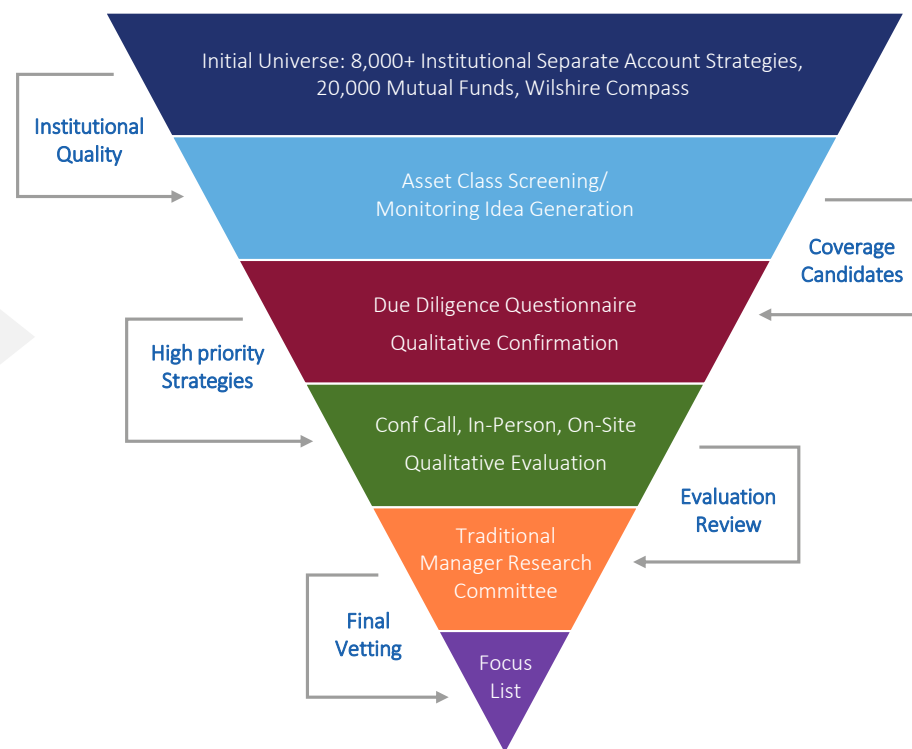 Initial Universe: 8,000+ Institutional Separate Account Strategies,
20,000 Mutual Funds, Wilshire Compass
Institutional
Quality
Asset Class Screening/
Monitoring Idea Generation
Coverage
Candidates
Due Diligence Questionnaire
Qualitative Confirmation
High priority
Strategies
Conf Call, In-Person, On-Site
Qualitative Evaluation
Evaluation
Review
Traditional
Manager Research
Committee
Final
Vetting
Focus
List